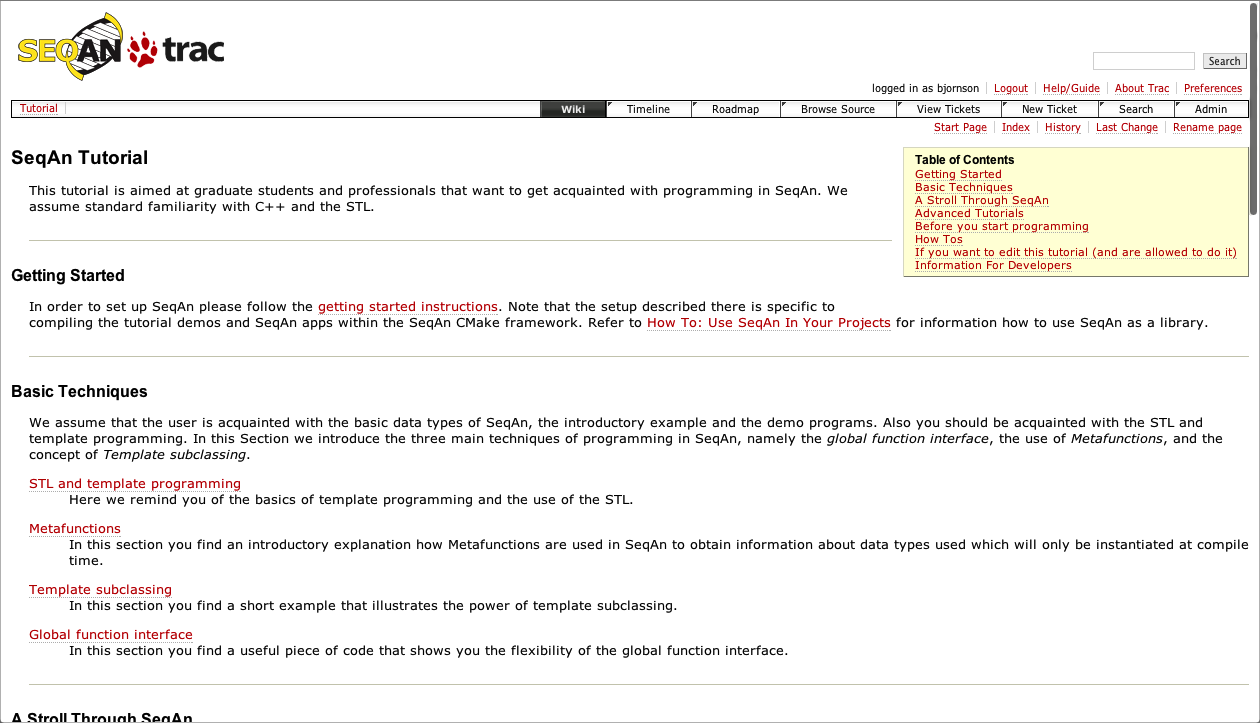 SEQAN trac
Search
logged in as bjornson Logout Help/Guide About Trac Preferences
Tutorial Wiki Timeline Roadmap Browse Source View Tickets New Ticket Search Admin
Start Page Index History Last Change Rename page
SeqAn Tutorial
This tutorial is aimed at graduate students and professionals that want to get acquainted with programming in SeqAn. We
assume standard familiarity with C++ and the STL.
Table of Contents
Getting Started
Basic Techniques
A Stroll Through SeqAn
Advanced Tutorials
Before you start programming
How Tos
If you want to edit this tutorial (and are allowed to do it)
Information For Developers
Getting Started
In order to set up SeqAn please follow the getting started instructions. Note that the setup described there is specific to
compiling the tutorial demos and SeqAn apps within the SeqAn CMake framework. Refer to How To: Use SeqAn In Your Projects for information how to use SeqAn as a library.
Basic Techniques
We assume that the user is acquainted with the basic data types of SeqAn, the introductory example and the demo programs. Also you should be acquainted with the STL and
template programming. In this Section we introduce the three main techniques of programming in SeqAn, namely the global function interface, the use of Metafunctions, and the
concept of Template subclassing.
STL and template programming
Here we remind you of the basics of template programming and the use of the STL.
Metafunctions
In this section you find an introductory explanation how Metafunctions are used in SeqAn to obtain information about data types used which will only be instantiated at compile
time.
Template subclassing
In this section you find a short example that illustrates the power of template subclassing.
Global function interface
In this section you find a useful piece of code that shows you the flexibility of the global function interface.
A Stroll Through SeqAn